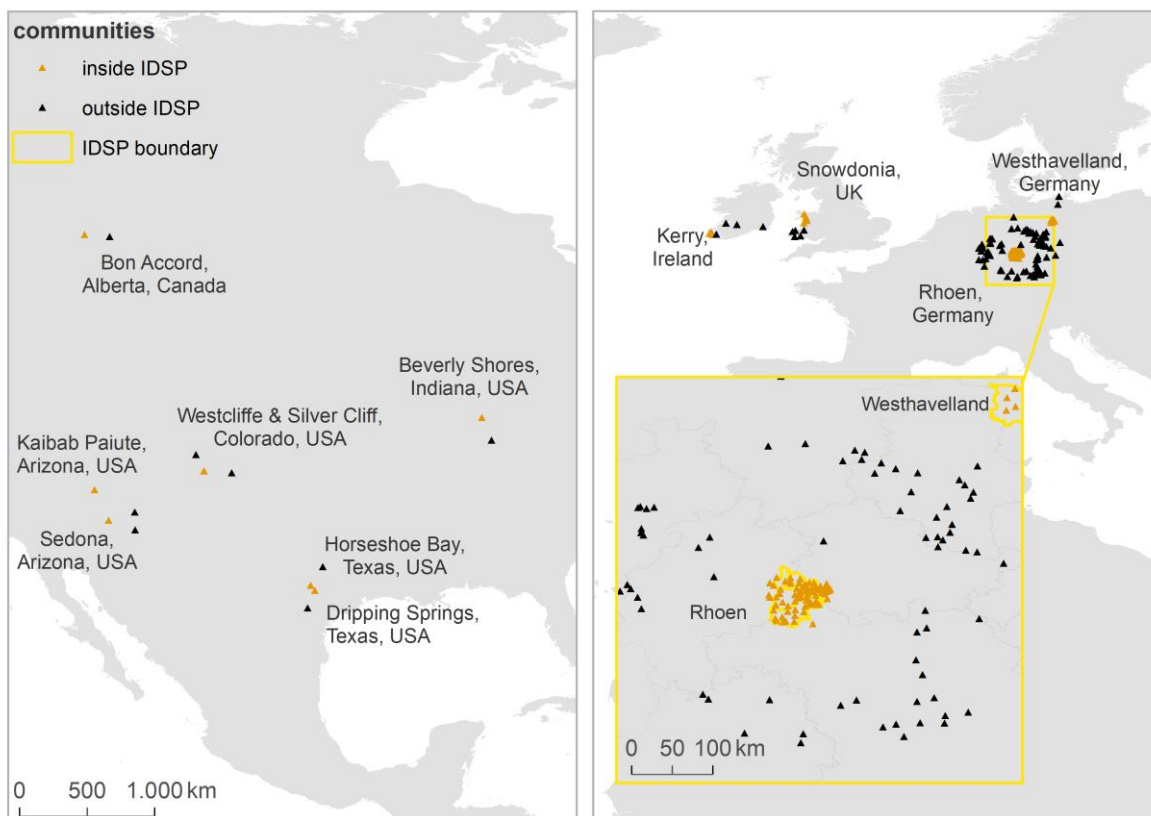 communities
inside IDSP
outside IDSP
IDSP boundary
Bon Accord,
Alberta, Canada
Beverly Shores,
Indiana, USA
Westcliffe & Silver Cliff,
Colorado, USA
Kaibab Paiute,
Arizona, USA
Sedona,
Arizona, USA
Horseshoe Bay,
Texas, USA
Dripping Springs,
Texas, USA
0 500 1.000 km
Snowdonia,
UK
Westhavelland,
Germany
Kerry,
Ireland
Rhoen,
Germany
Westhavelland
Rhoen
0 50 100 km